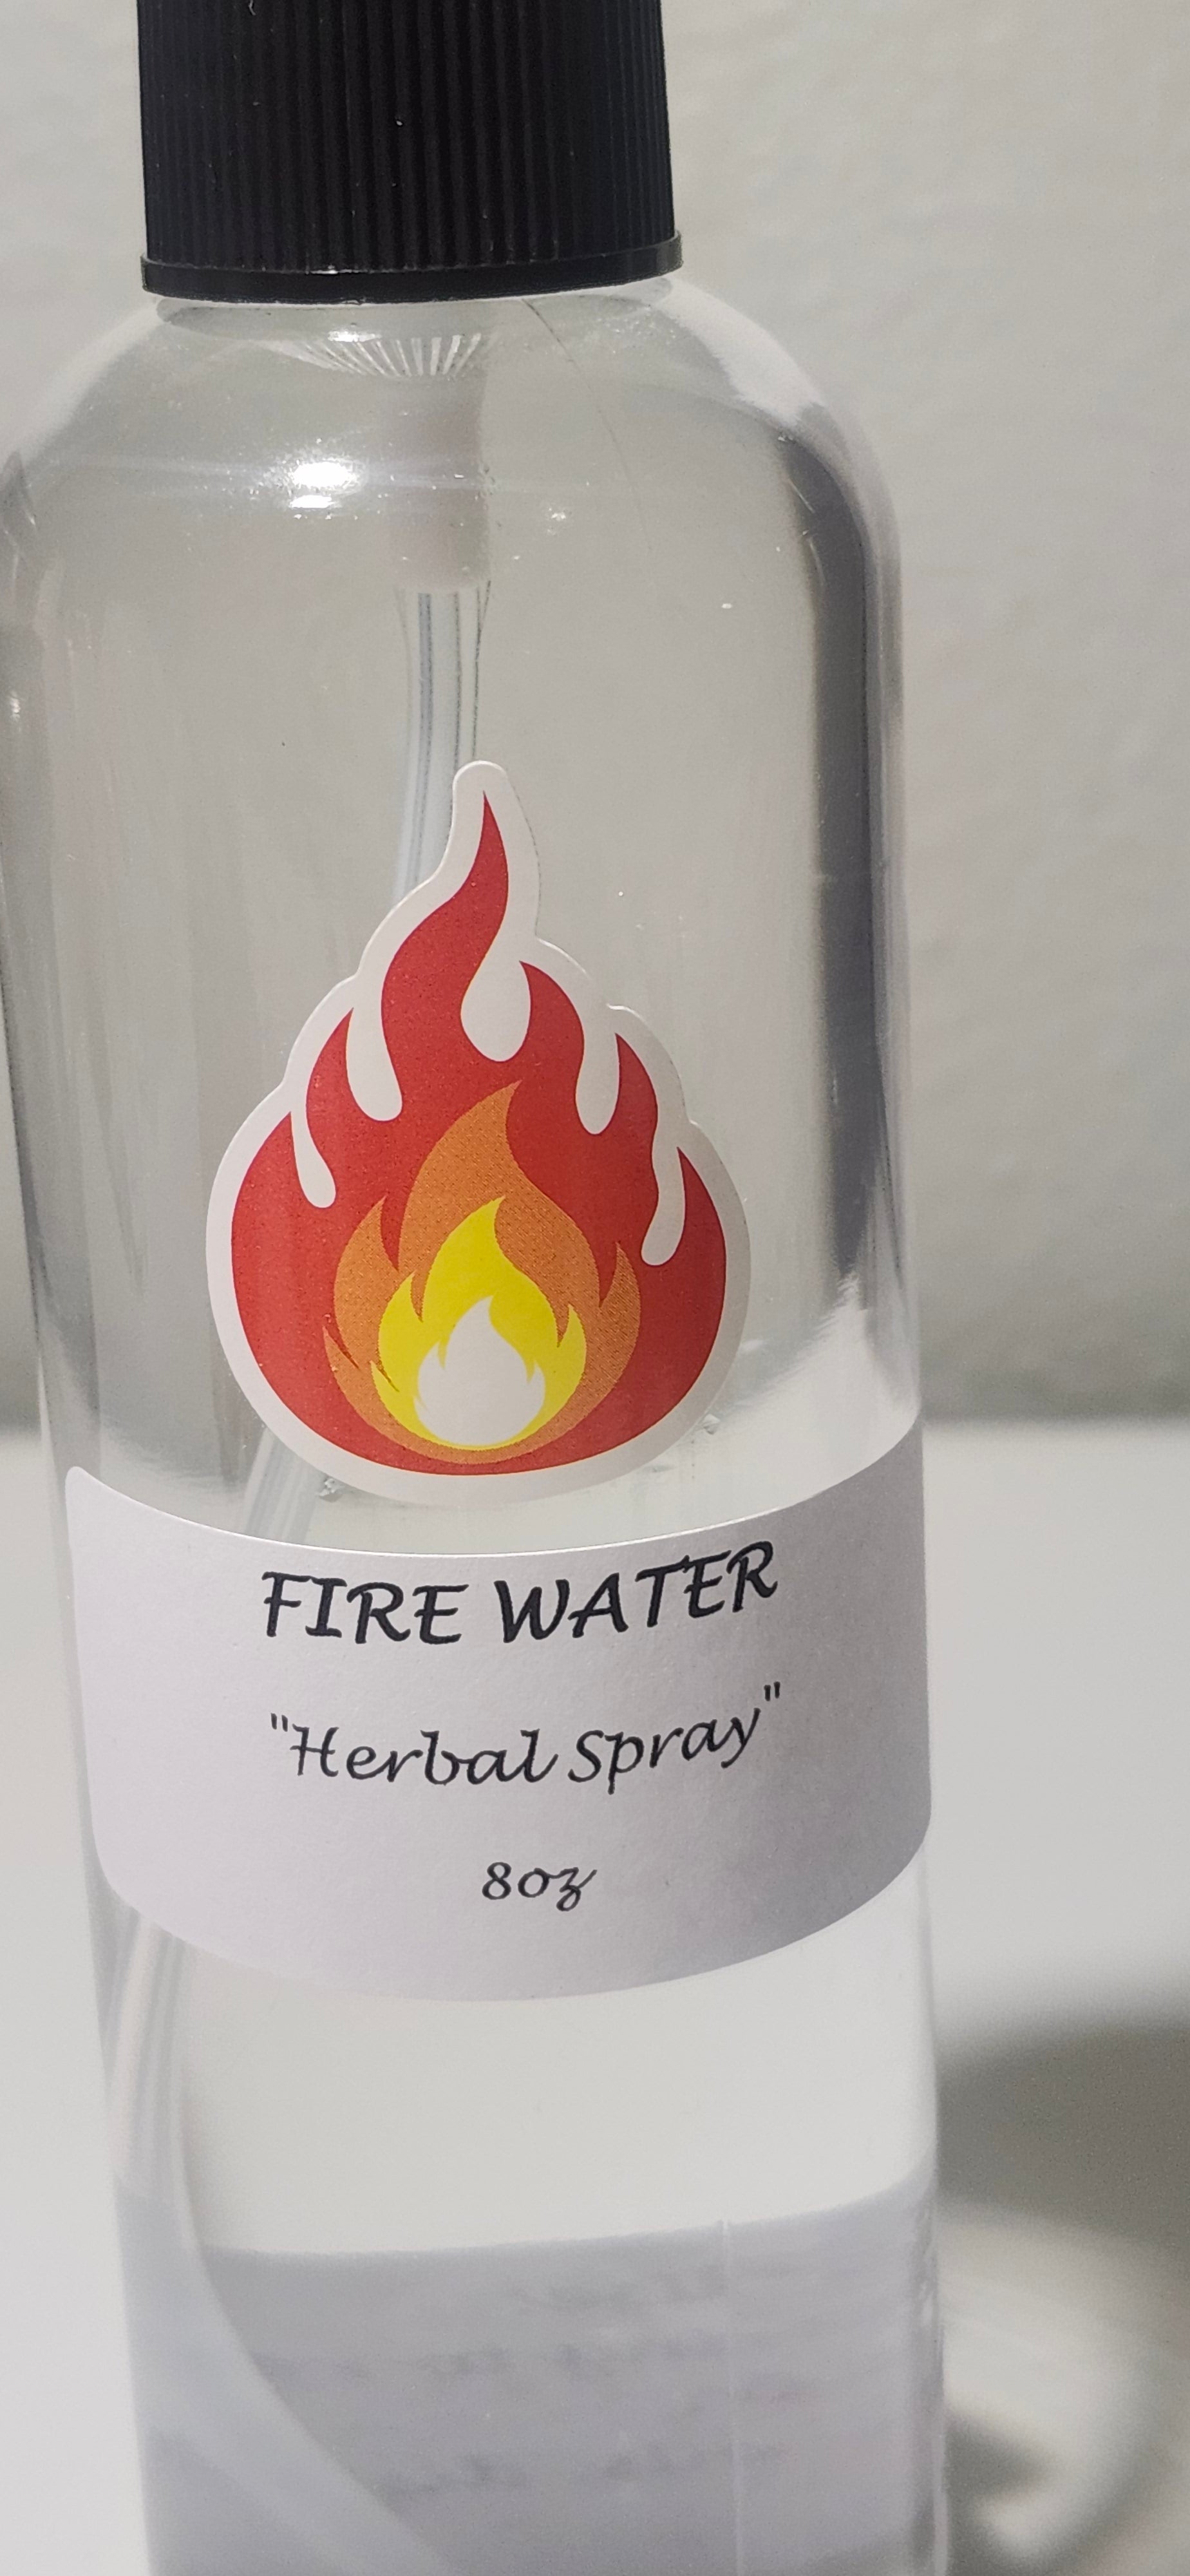 FIRE WATER
"Herbal Spray"
8oz